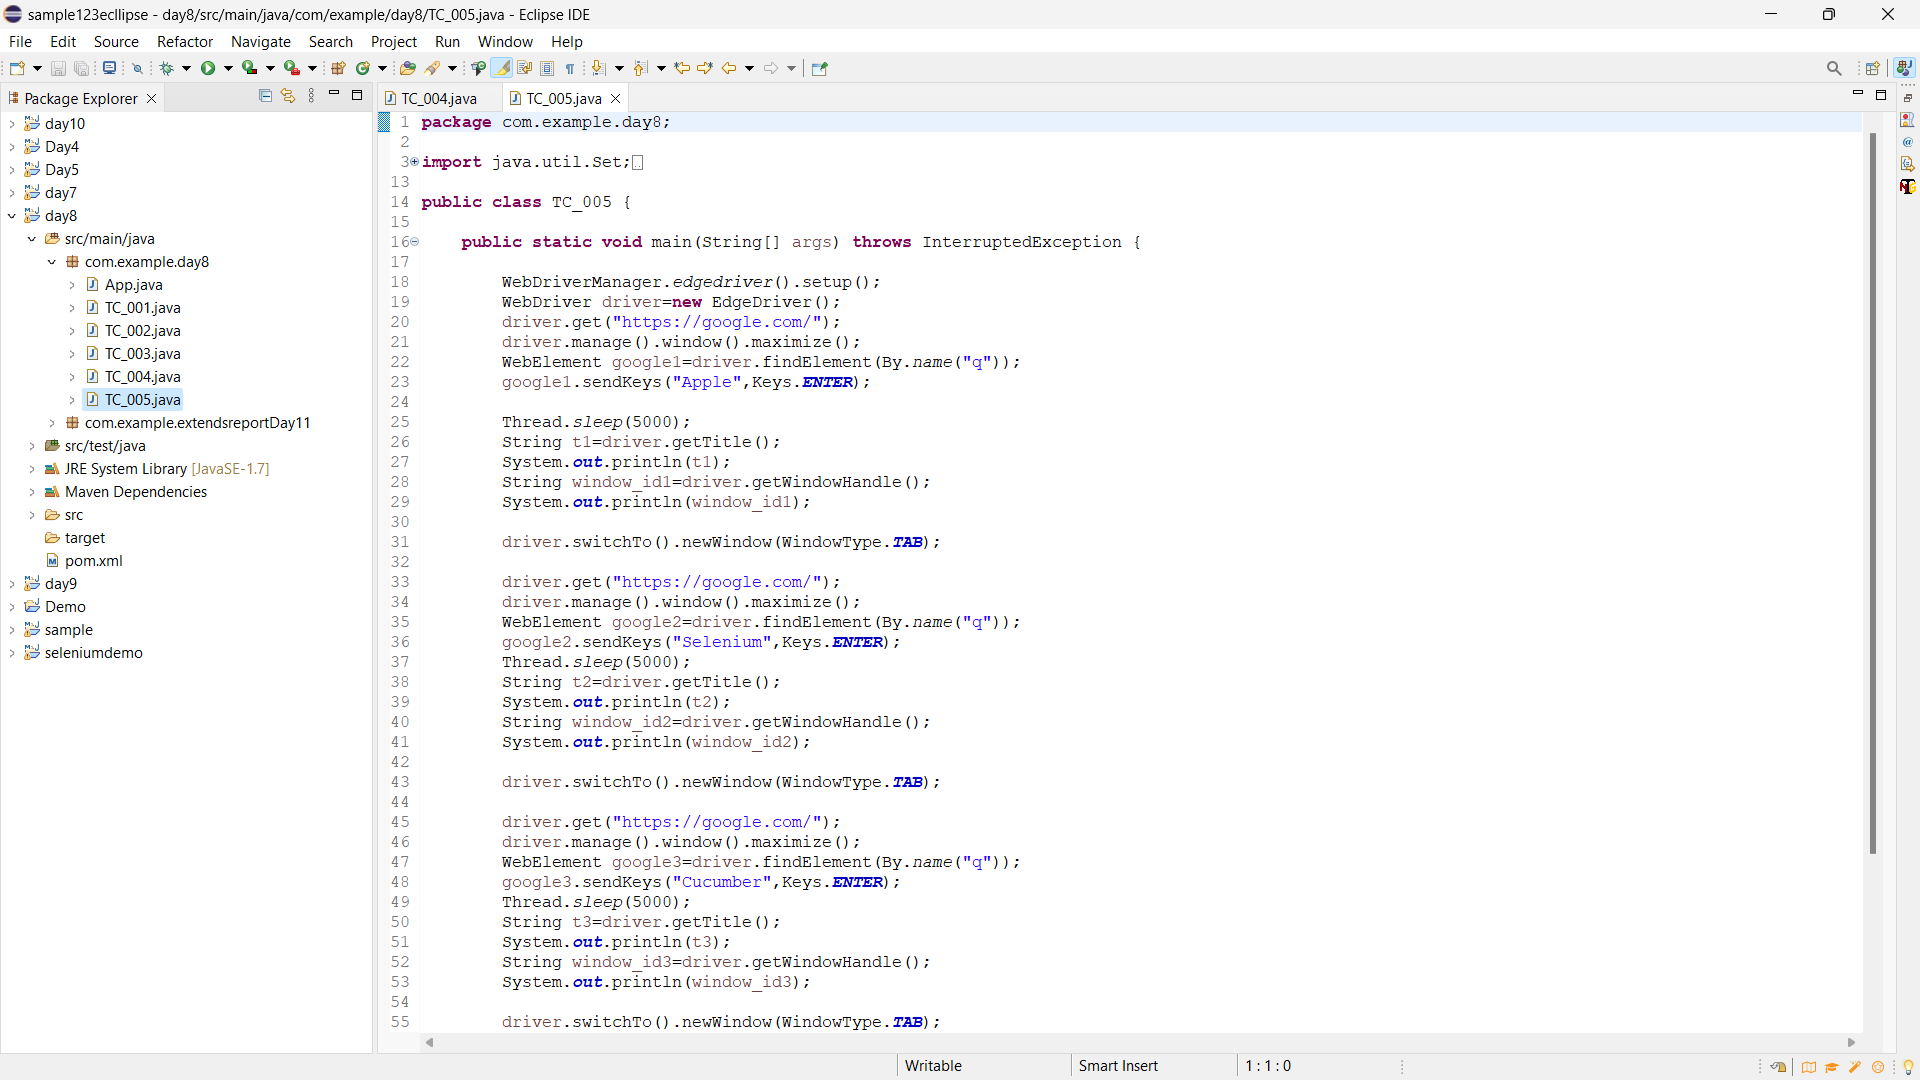 sample123ecllipse - day8/src/main/java/com/example/day8/TC_005.java - Eclipse IDE
File Edit Source Refactor Navigate Search Project Run Window Help
Package Explorer
day10
Day4
Day5
day7
day8
src/main/java
com.example.day8
App.java
TC_001.java
TC_002.java
TC_003.java
TC_004.java
TC_005.java
com.example.extendsreportDay11
src/test/java
JRE System Library [JavaSE-1.7]
Maven Dependencies
src
target
pom.xml
day9
Demo
sample
seleniumdemo
TC_004.java TC_005.java
1 package com.example.day8;
2
3 import java.util.Set;
13
14 public class TC_005 {
15
16 public static void main(String[] args) throws InterruptedException {
17
18 WebDriverManager.edgedriver().setup();
19 WebDriver driver=new EdgeDriver();
20 driver.get("https://google.com/");
21 driver.manage().window().maximize();
22 WebElement google1=driver.findElement(By.name("q"));
23 google1.sendKeys("Apple",Keys.ENTER);
24
25 Thread.sleep(5000);
26 String t1=driver.getTitle();
27 System.out.println(t1);
28 String window_id1=driver.getWindowHandle();
29 System.out.println(window_id1);
30
31 driver.switchTo().newWindow(WindowType.TAB);
32
33 driver.get("https://google.com/");
34 driver.manage().window().maximize();
35 WebElement google2=driver.findElement(By.name("q"));
36 google2.sendKeys("Selenium",Keys.ENTER);
37 Thread.sleep(5000);
38 String t2=driver.getTitle();
39 System.out.println(t2);
40 String window_id2=driver.getWindowHandle();
41 System.out.println(window_id2);
42
43 driver.switchTo().newWindow(WindowType.TAB);
44
45 driver.get("https://google.com/");
46 driver.manage().window().maximize();
47 WebElement google3=driver.findElement(By.name("q"));
48 google3.sendKeys("Cucumber",Keys.ENTER);
49 Thread.sleep(5000);
50 String t3=driver.getTitle();
51 System.out.println(t3);
52 String window_id3=driver.getWindowHandle();
53 System.out.println(window_id3);
54
55 driver.switchTo().newWindow(WindowType.TAB);
Writable Smart Insert 1 : 1 : 0